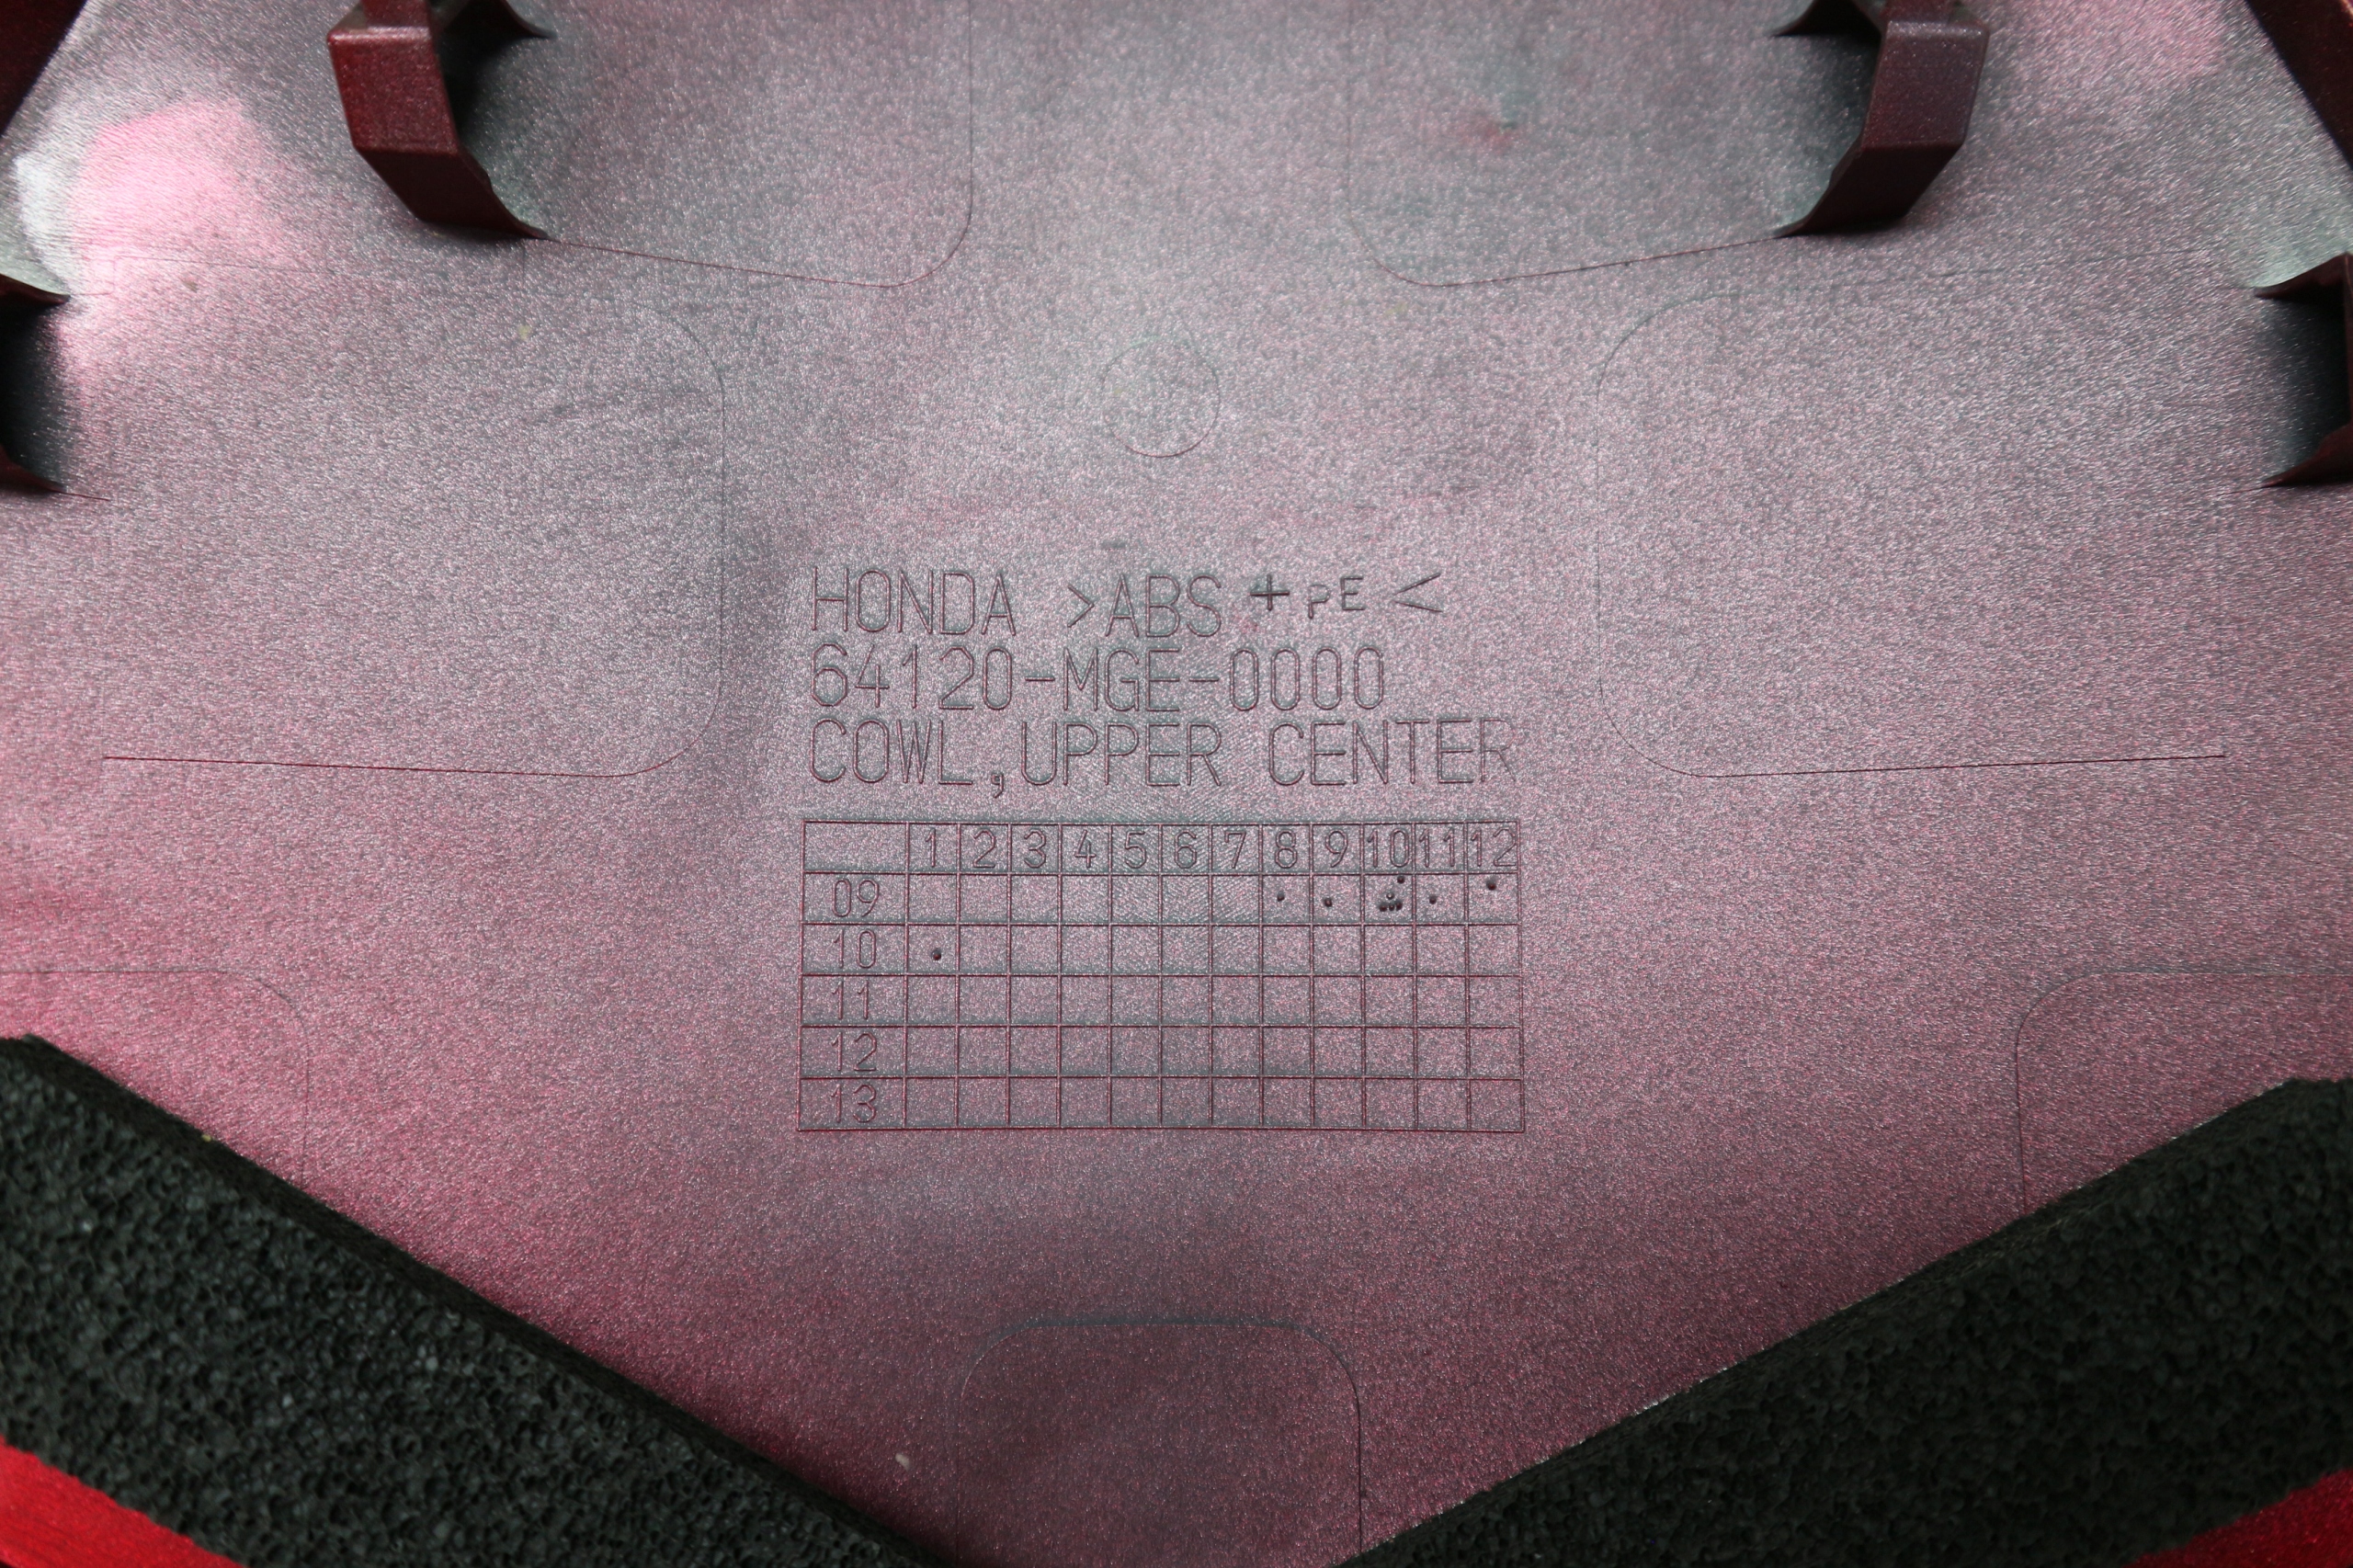 HONDA >ABS +PE<
64120-MGE-0000
COWL,UPPER CENTER
1 2 3 4 5 6 7 8 9 10 11 12
09
10
11
12
13